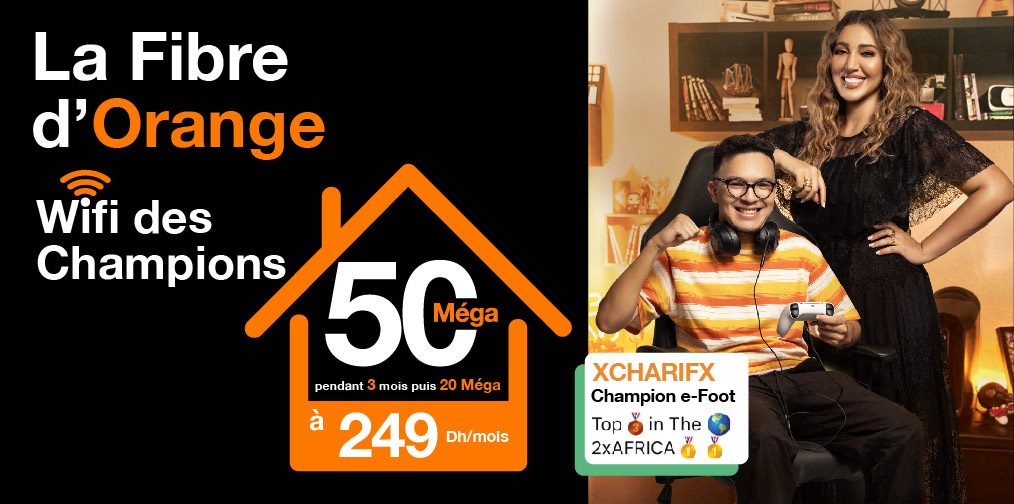 La Fibre
d'Orange
Wifi des
Champions
50 Méga
pendant 3 mois puis 20 Méga
à 249 Dh/mois
XCHARIFX
Champion e-Foot
Top 🥉 in The 🌎
2xAFRICA 🥇🥇